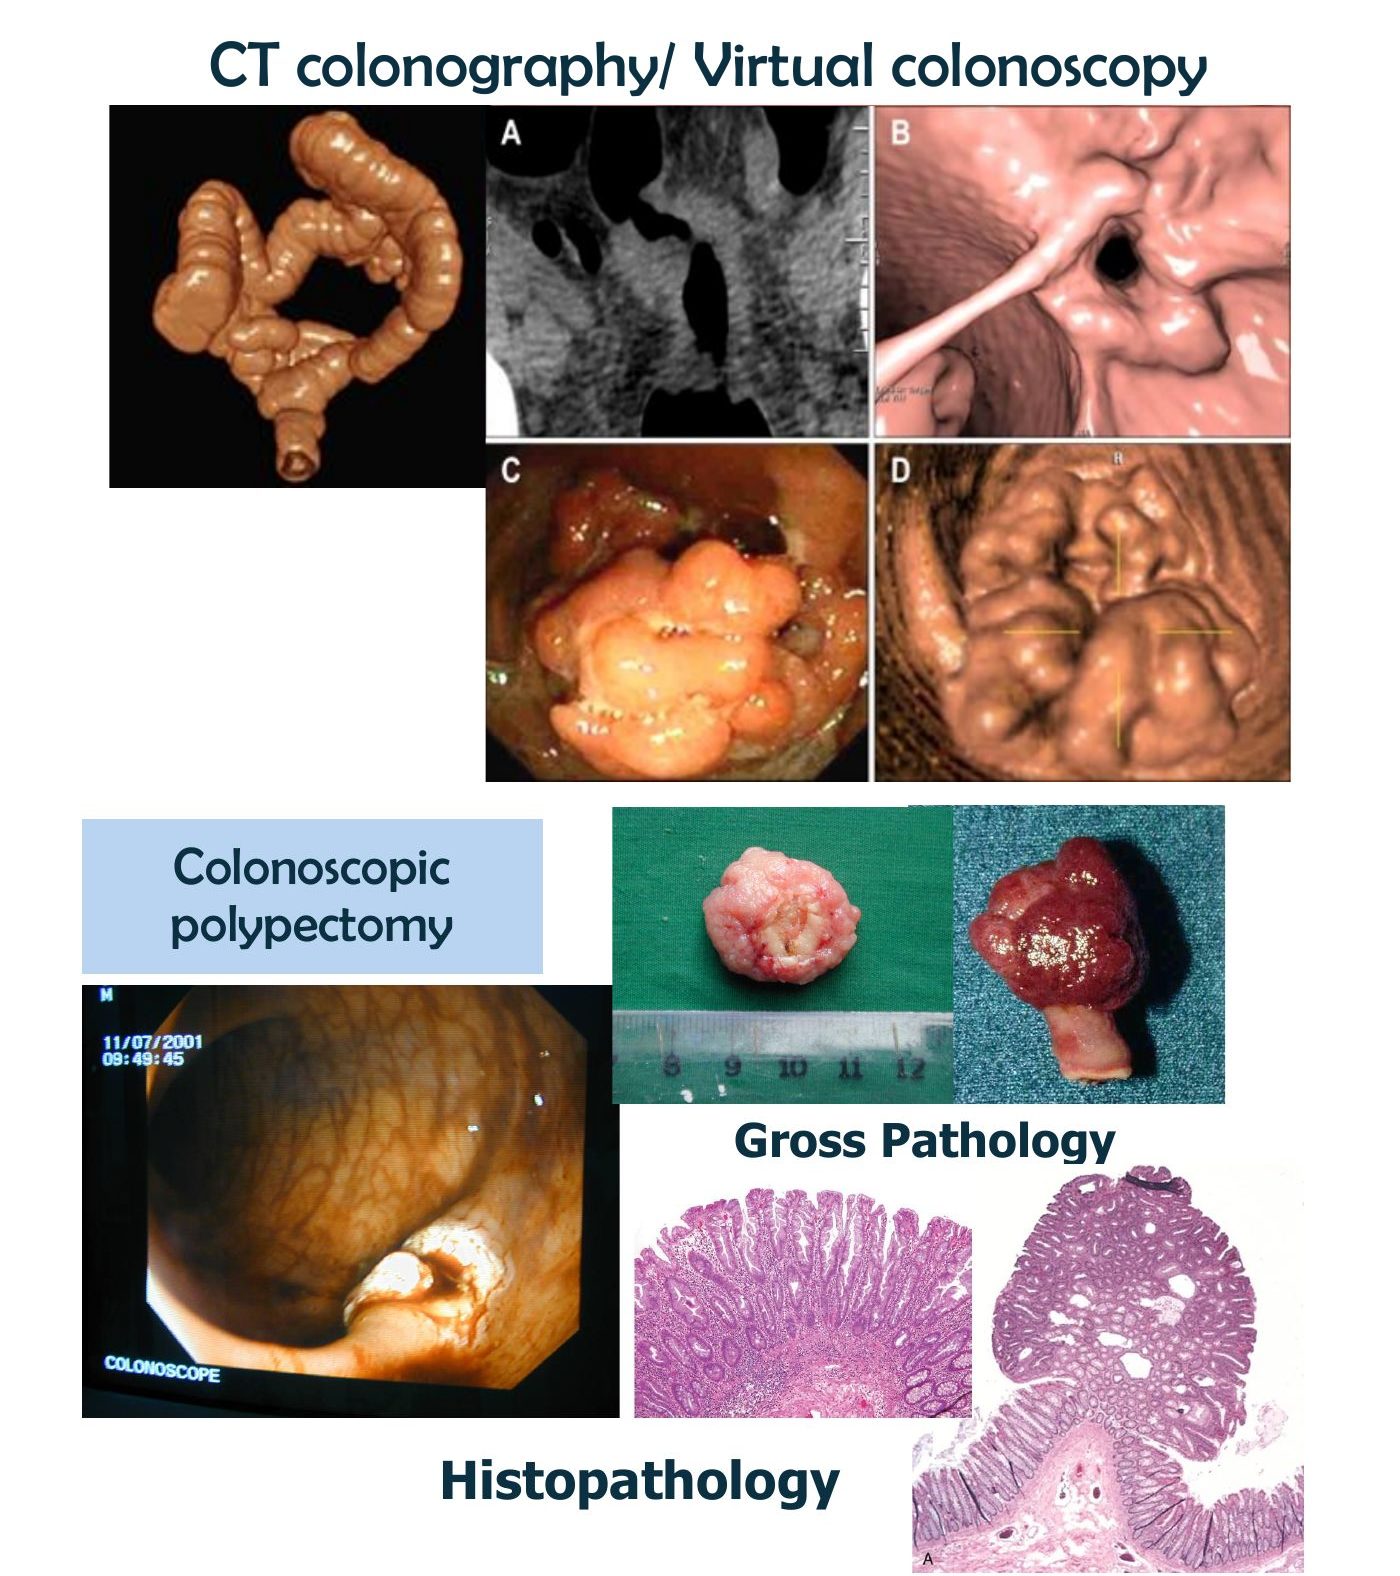 CT colonography/ Virtual colonoscopy
A
B
C
D
R
Colonoscopic
polypectomy
M
11/07/2001
09:49:45
COLONOSCOPE
8 9 10 11 12
Gross Pathology
Histopathology
A